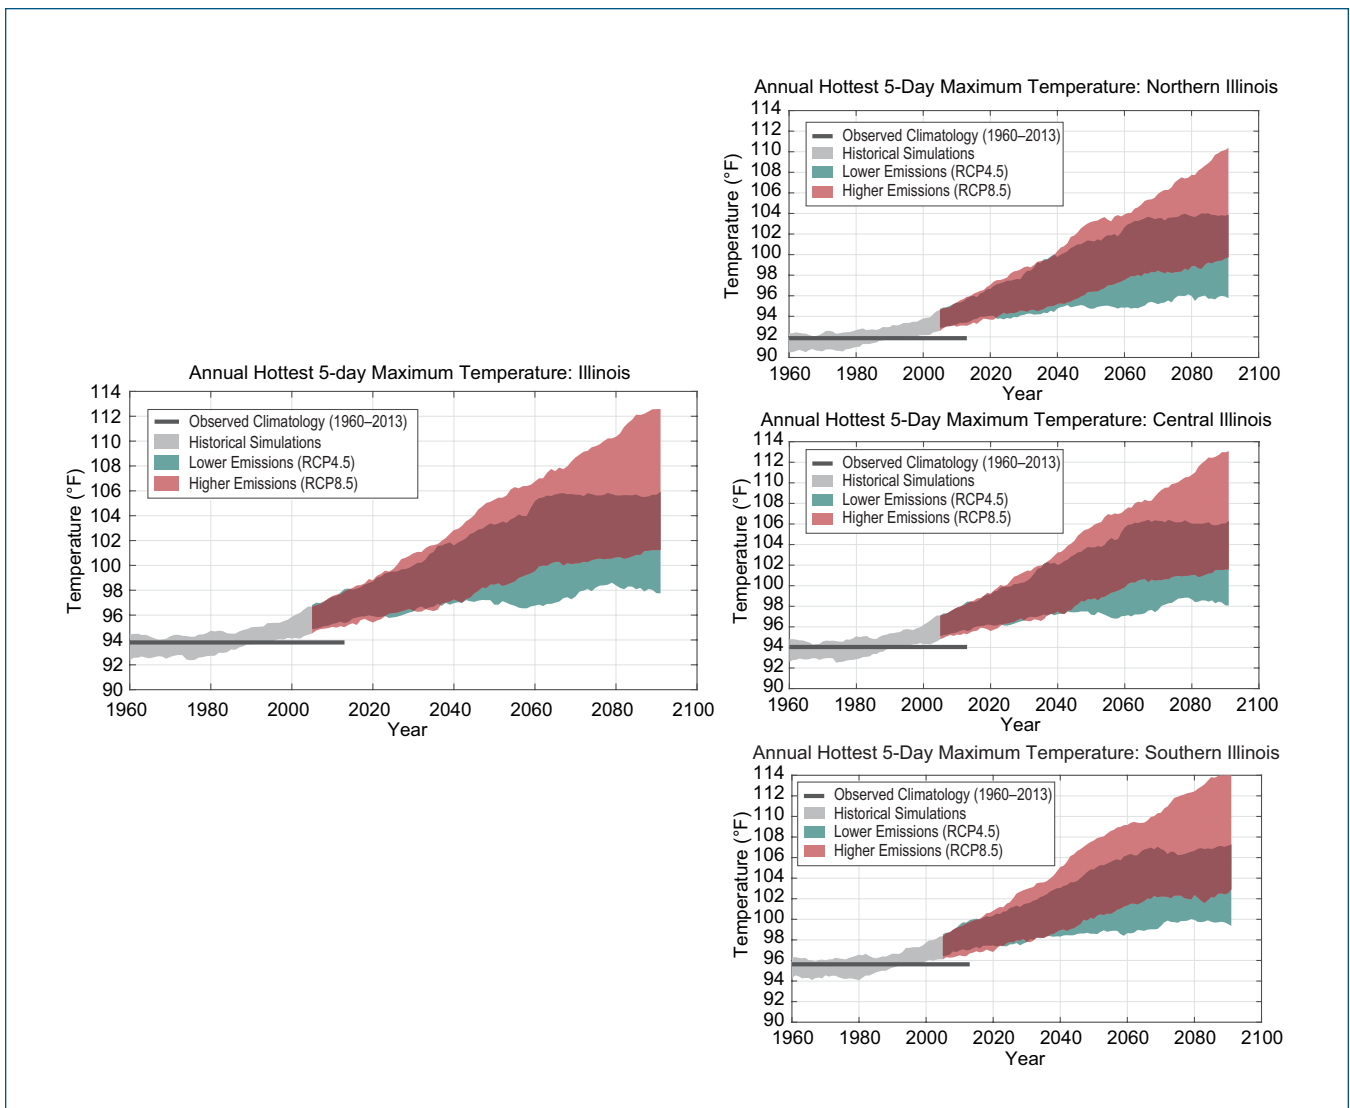 Annual Hottest 5-day Maximum Temperature: Illinois
114
112
110
108
106
104
102
100
98
96
94
92
90
Temperature (°F)
Observed Climatology (1960–2013)
Historical Simulations
Lower Emissions (RCP4.5)
Higher Emissions (RCP8.5)
1960 1980 2000 2020 2040 2060 2080 2100
Year
Annual Hottest 5-Day Maximum Temperature: Northern Illinois
114
112
110
108
106
104
102
100
98
96
94
92
90
Temperature (°F)
Observed Climatology (1960–2013)
Historical Simulations
Lower Emissions (RCP4.5)
Higher Emissions (RCP8.5)
1960 1980 2000 2020 2040 2060 2080 2100
Year
Annual Hottest 5-Day Maximum Temperature: Central Illinois
114
112
110
108
106
104
102
100
98
96
94
92
90
Temperature (°F)
Observed Climatology (1960–2013)
Historical Simulations
Lower Emissions (RCP4.5)
Higher Emissions (RCP8.5)
1960 1980 2000 2020 2040 2060 2080 2100
Year
Annual Hottest 5-Day Maximum Temperature: Southern Illinois
114
112
110
108
106
104
102
100
98
96
94
92
90
Temperature (°F)
Observed Climatology (1960–2013)
Historical Simulations
Lower Emissions (RCP4.5)
Higher Emissions (RCP8.5)
1960 1980 2000 2020 2040 2060 2080 2100
Year